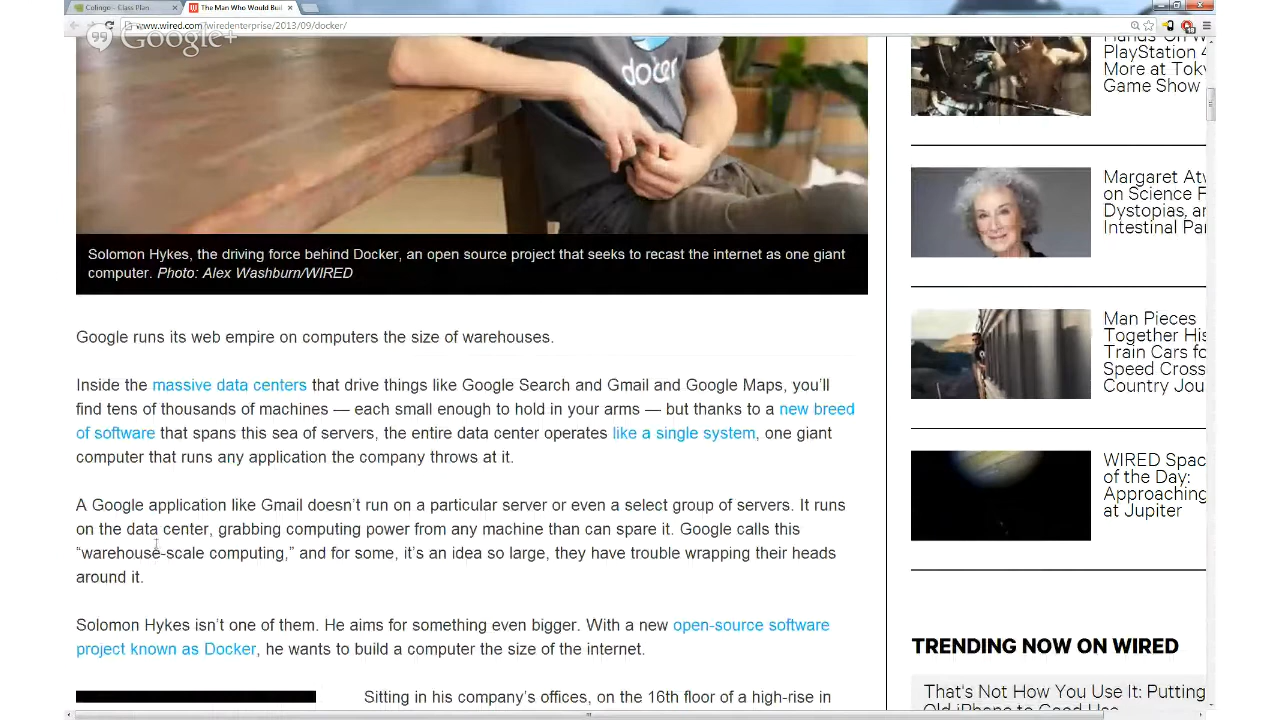 Colingo - Class Plan
The Man Who Would Bui
www.wired.com/wiredenterprise/2013/09/docker/
Google+
docker
Solomon Hykes, the driving force behind Docker, an open source project that seeks to recast the internet as one giant
computer. Photo: Alex Washburn/WIRED
Google runs its web empire on computers the size of warehouses.
Inside the massive data centers that drive things like Google Search and Gmail and Google Maps, you’ll
find tens of thousands of machines — each small enough to hold in your arms — but thanks to a new breed
of software that spans this sea of servers, the entire data center operates like a single system, one giant
computer that runs any application the company throws at it.
A Google application like Gmail doesn’t run on a particular server or even a select group of servers. It runs
on the data center, grabbing computing power from any machine than can spare it. Google calls this
“warehouse-scale computing,” and for some, it’s an idea so large, they have trouble wrapping their heads
around it.
Solomon Hykes isn’t one of them. He aims for something even bigger. With a new open-source software
project known as Docker, he wants to build a computer the size of the internet.
Sitting in his company’s offices, on the 16th floor of a high-rise in
Hands-On W
PlayStation 4
More at Toky
Game Show
Margaret Atw
on Science F
Dystopias, an
Intestinal Par
Man Pieces
Together His
Train Cars fo
Speed Cross
Country Jou
WIRED Spac
of the Day:
Approaching
at Jupiter
TRENDING NOW ON WIRED
That's Not How You Use It: Putting
Old iPhone to Good Use